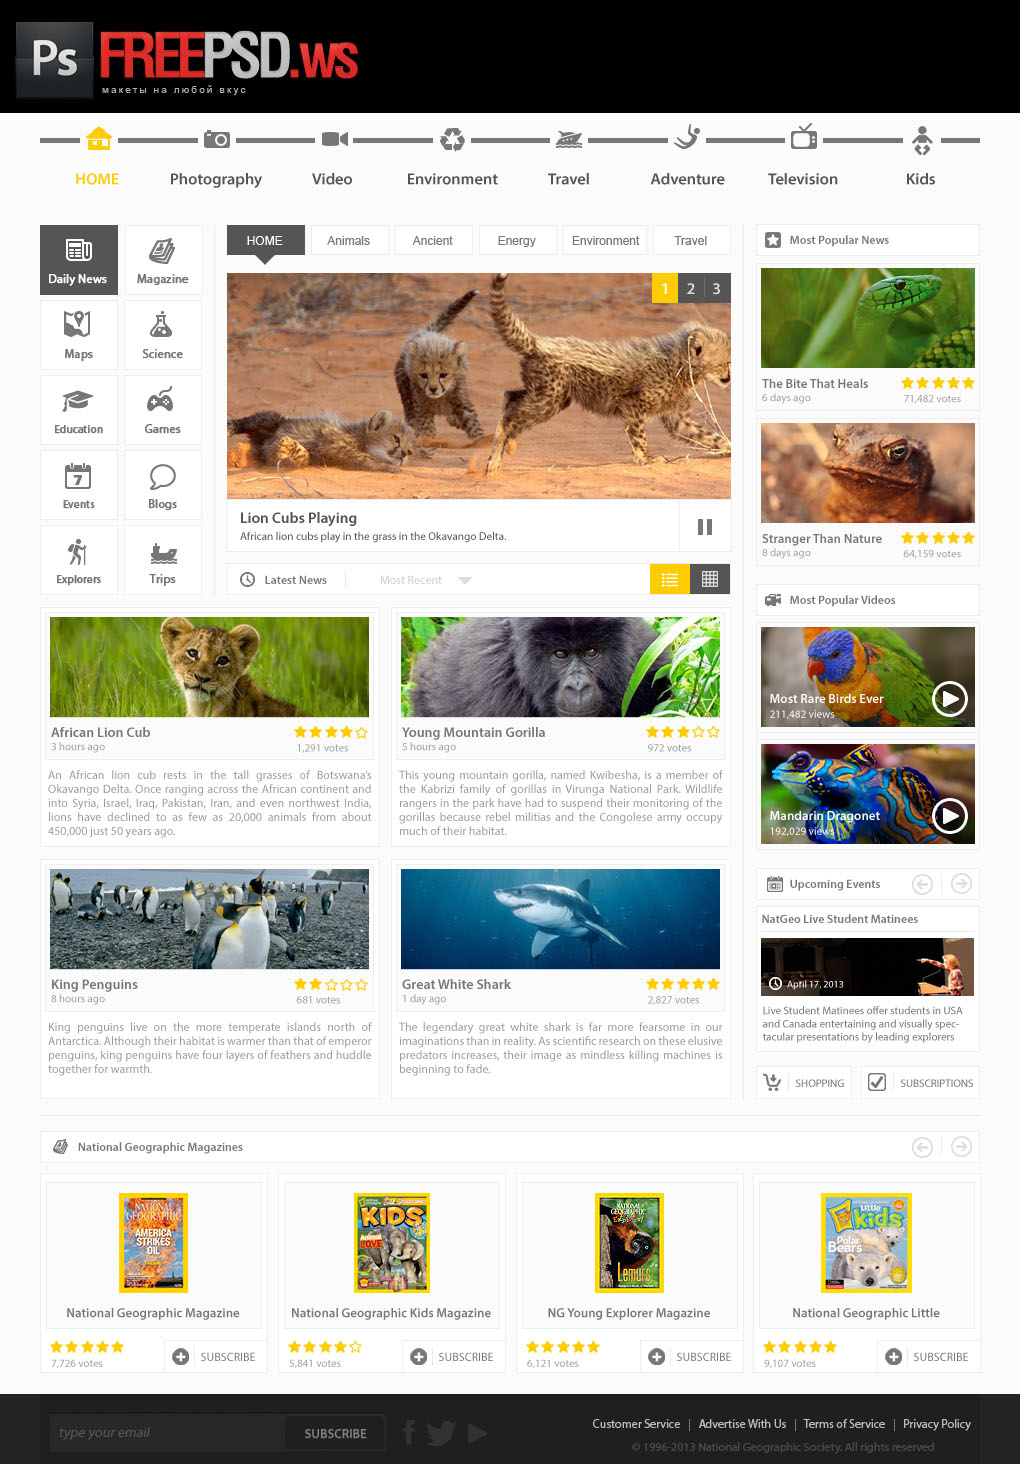 Ps FREEPSD.ws
макеты на любой вкус
HOME Photography Video Environment Travel Adventure Television Kids
Daily News
Magazine
Maps
Science
Education
Games
7
Events
Blogs
Explorers
Trips
HOME Animals Ancient Energy Environment Travel
1 2 3
Lion Cubs Playing
African lion cubs play in the grass in the Okavango Delta.
Latest News Most Recent
African Lion Cub
3 hours ago
1,291 votes
An African lion cub rests in the tall grasses of Botswana's
Okavango Delta. Once ranging across the African continent and
into Syria, Israel, Iraq, Pakistan, Iran, and even northwest India,
lions have declined to as few as 20,000 animals from about
450,000 just 50 years ago.
Young Mountain Gorilla
5 hours ago
972 votes
This young mountain gorilla, named Kwibesha, is a member of
the Kabrizi family of gorillas in Virunga National Park. Wildlife
rangers in the park have had to suspend their monitoring of the
gorillas because rebel militias and the Congolese army occupy
much of their habitat.
King Penguins
8 hours ago
681 votes
King penguins live on the more temperate islands north of
Antarctica. Although their habitat is warmer than that of emperor
penguins, king penguins have four layers of feathers and huddle
together for warmth.
Great White Shark
1 day ago
2,827 votes
The legendary great white shark is far more fearsome in our
imaginations than in reality. As scientific research on these elusive
predators increases, their image as mindless killing machines is
beginning to fade.
Most Popular News
The Bite That Heals
6 days ago
71,482 votes
Stranger Than Nature
8 days ago
64,159 votes
Most Popular Videos
Most Rare Birds Ever
211,482 views
Mandarin Dragonet
192,029 views
Upcoming Events
NatGeo Live Student Matinees
April 17, 2013
Live Student Matinees offer students in USA
and Canada entertaining and visually spec-
tacular presentations by leading explorers
SHOPPING
SUBSCRIPTIONS
National Geographic Magazines
NATIONAL
GEOGRAPHIC
AMERICA
STRIKES
OIL
National Geographic Magazine
7,726 votes
SUBSCRIBE
KIDS
LOVE
National Geographic Kids Magazine
5,841 votes
SUBSCRIBE
NATIONAL
GEOGRAPHIC
Explorer!
Lemurs
NG Young Explorer Magazine
6,121 votes
SUBSCRIBE
Little
Kids
Polar
Bears
National Geographic Little
9,107 votes
SUBSCRIBE
type your email
SUBSCRIBE
Customer Service | Advertise With Us | Terms of Service | Privacy Policy
© 1996-2013 National Geographic Society. All rights reserved